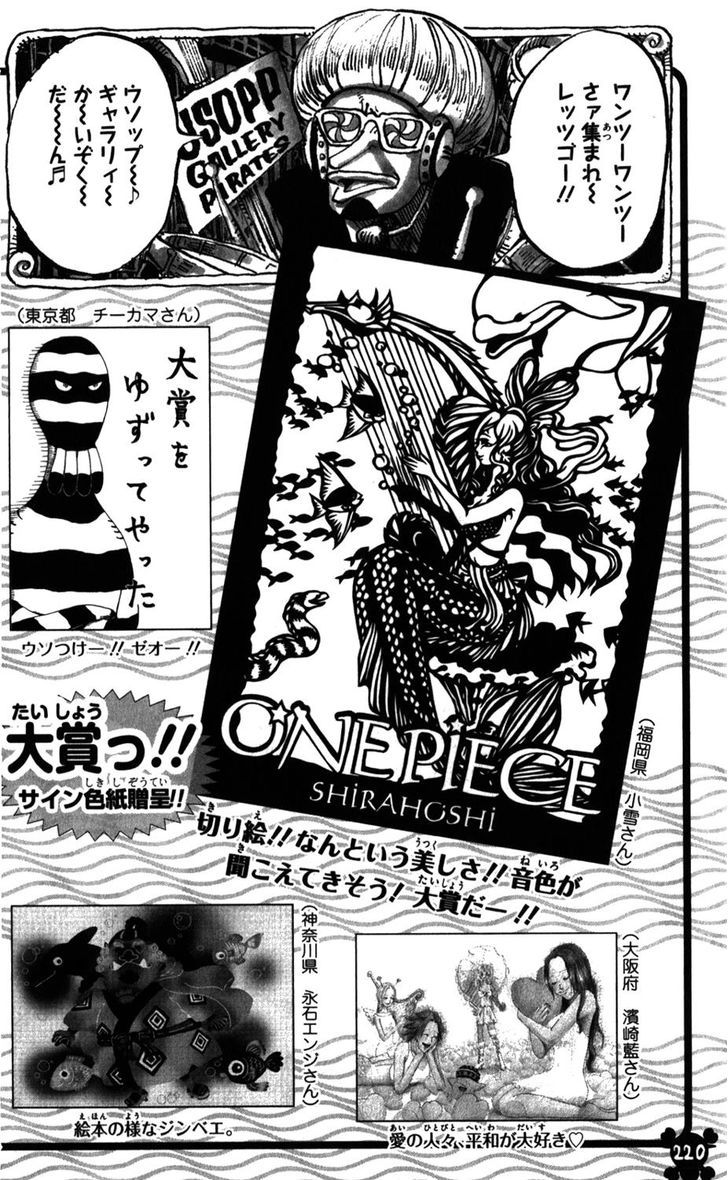 ワンツーワンツー
さァ集まれ〜
レッツゴー!!
ウソップ〜♪
ギャラリィ〜
か〜いぞく〜
だ〜〜ん♬
USOPP
GALLERY
PIRATES
(東京都 チーカマさん)
大賞を
ゆずってやった
ウソつけー!! ゼオー!!
大賞っ!!
サイン色紙贈呈!!
ONE PIECE
SHIRAHOSHI
(福岡県 小雪さん)
切り絵!! なんという美しさ!! 音色が
聞こえてきそう! 大賞だー!!
(神奈川県 永石エンジさん)
絵本の様なジンベエ。
(大阪府 濱崎藍さん)
愛の人々、平和が大好き♡
220